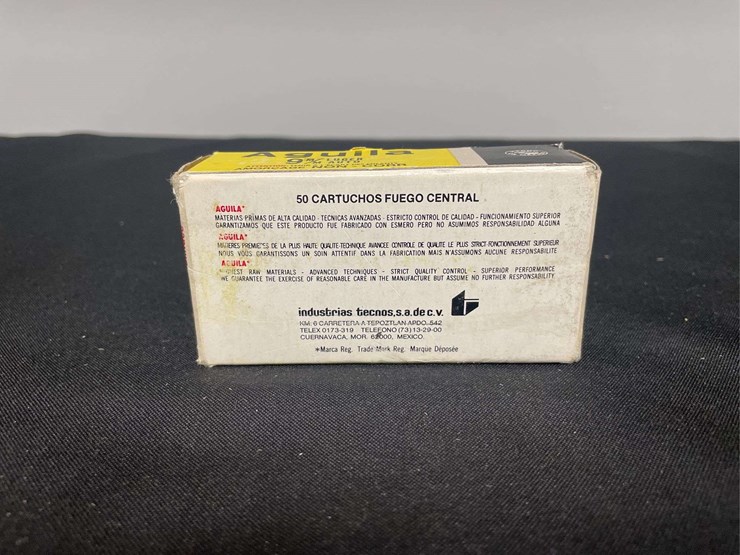 Aguila
9
50 CARTUCHOS FUEGO CENTRAL
AGUILA*
MATERIAS PRIMAS DE ALTA CALIDAD - TECNICAS AVANZADAS - ESTRICTO CONTROL DE CALIDAD - FUNCIONAMIENTO SUPERIOR
GARANTIZAMOS QUE ESTE PRODUCTO FUE FABRICADO CON ESMERO PERO NO ASUMIMOS RESPONSABILIDAD ALGUNA
AGUILA*
DE LA PLUS HAUTE QUALITE-TECHNIQUE AVANCEE CONTROLE DE QUALITE LE PLUS STRICT-FONCTIONNEMENT SUPERIEUR
NOUS VOUS GARANTISSONS UN SOIN ATTENTIF DANS LA FABRICATION MAIS N'ASSUMONS AUCUNE RESPONSABILITE
AGUILA*
RAW MATERIALS - ADVANCED TECHNIQUES - STRICT QUALITY CONTROL - SUPERIOR PERFORMANCE
WE GUARANTEE THE EXERCISE OF REASONABLE CARE IN THE MANUFACTURE BUT ASSUME NO FURTHER RESPONSABILITY
industrias tecnos,s.a.de c.v.
KM. 6 CARRETERA A TEPOZTLAN APDO. 542
TELEX 0173-319 TELEFONO (73)13-29-00
CUERNAVACA, MOR. 62000, MEXICO
*Marca Reg. Trade Mark Reg. Marque Déposée